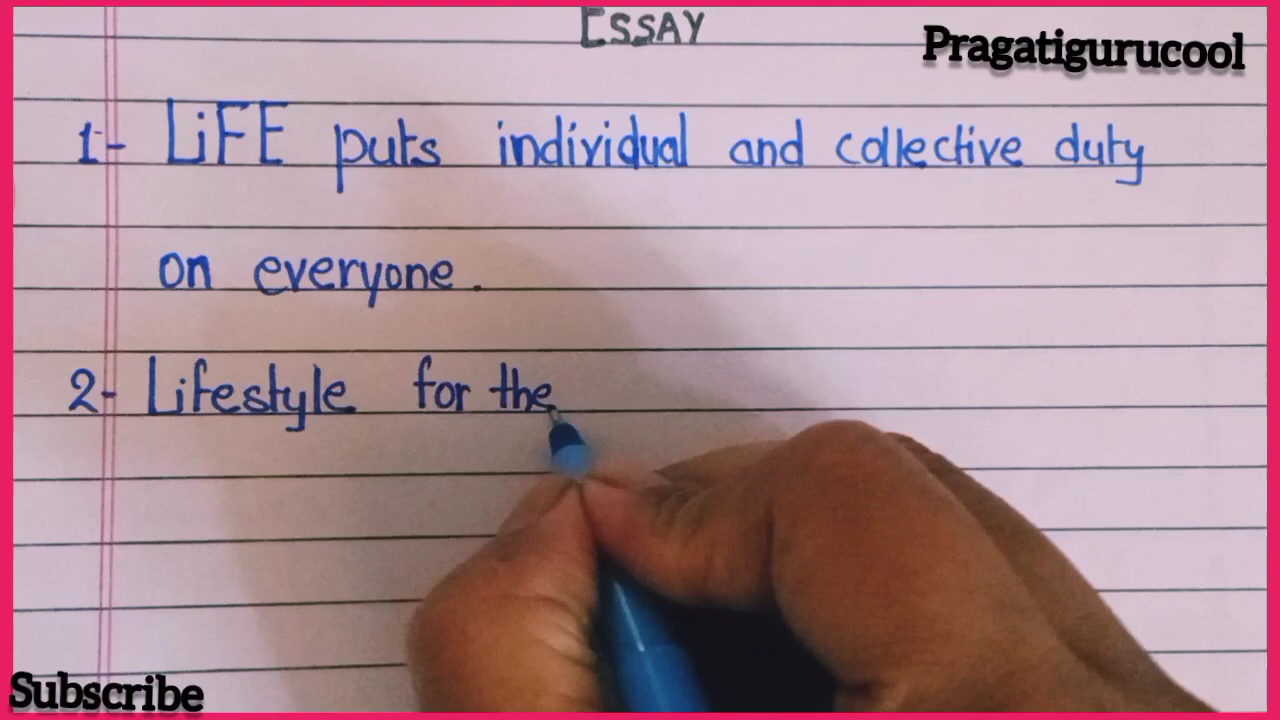 ESSAY
Pragatigurucool
1- LiFE puts individual and collective duty
on everyone.
2- Lifestyle for the
Subscribe